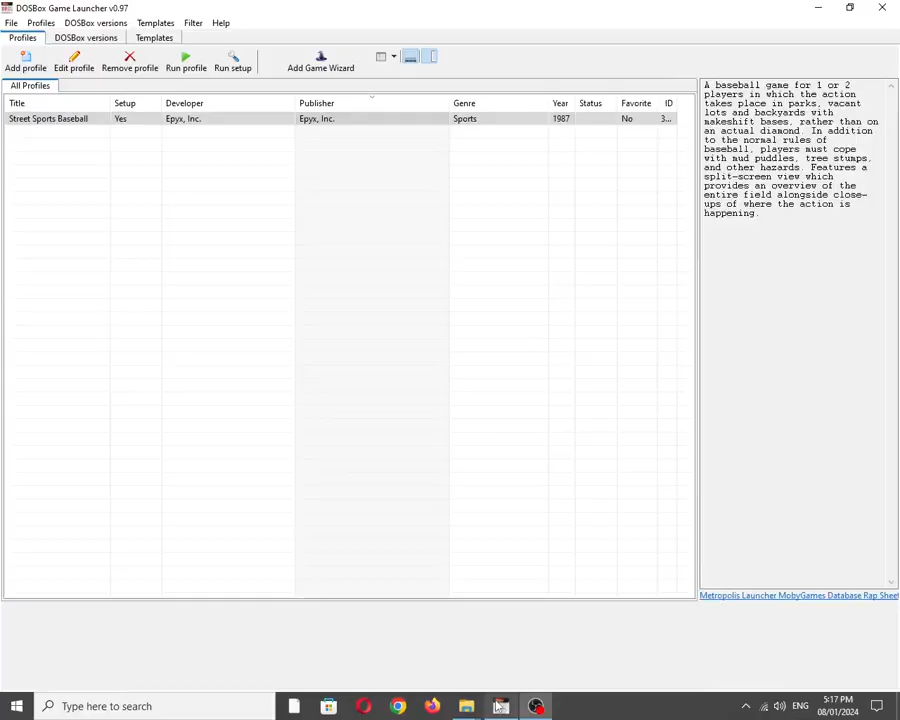 DOSBox Game Launcher v0.97
File Profiles DOSBox versions Templates Filter Help
Profiles DOSBox versions Templates
Add profile Edit profile Remove profile Run profile Run setup Add Game Wizard
All Profiles
Title Setup Developer Publisher Genre Year Status Favorite ID
Street Sports Baseball Yes Epyx, Inc. Epyx, Inc. Sports 1987 No 3...
A baseball game for 1 or 2
players in which the action
takes place in parks, vacant
lots and backyards with
makeshift bases, rather than on
an actual diamond. In addition
to the normal rules of
baseball, players must cope
with mud puddles, tree stumps,
and other hazards. Features a
split-screen view which
provides an overview of the
entire field alongside close-
ups of where the action is
happening.
Metropolis Launcher MobyGames Database Rap Sheet
Type here to search
ENG
5:17 PM
08/01/2024